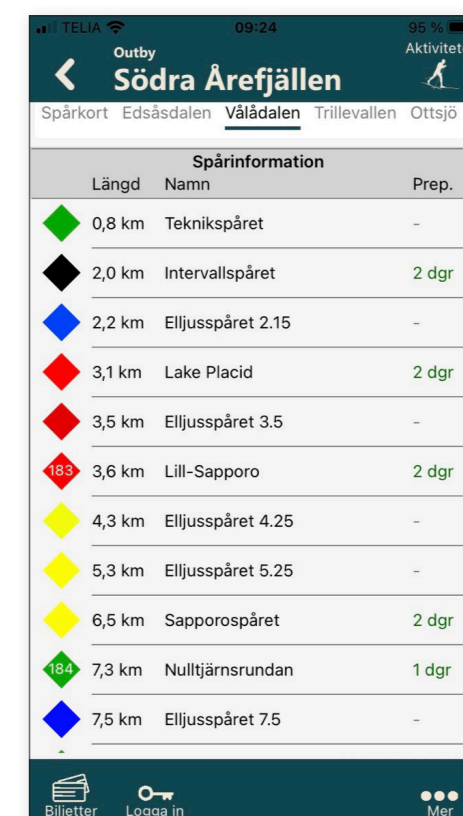 TELIA 09:24 95 %
Outby
Södra Årefjällen
Aktivitet
Spårkort Edsåsdalen Vålådalen Trillevallen Ottsjö
Spårinformation
Längd Namn Prep.
0,8 km Teknikspåret -
2,0 km Intervallspåret 2 dgr
2,2 km Elljusspåret 2.15 -
3,1 km Lake Placid 2 dgr
3,5 km Elljusspåret 3.5 -
183 3,6 km Lill-Sapporo 2 dgr
4,3 km Elljusspåret 4.25 -
5,3 km Elljusspåret 5.25 -
6,5 km Sapporospåret 2 dgr
184 7,3 km Nulltjärnsrundan 1 dgr
7,5 km Elljusspåret 7.5 -
Biljetter Logga in Mer